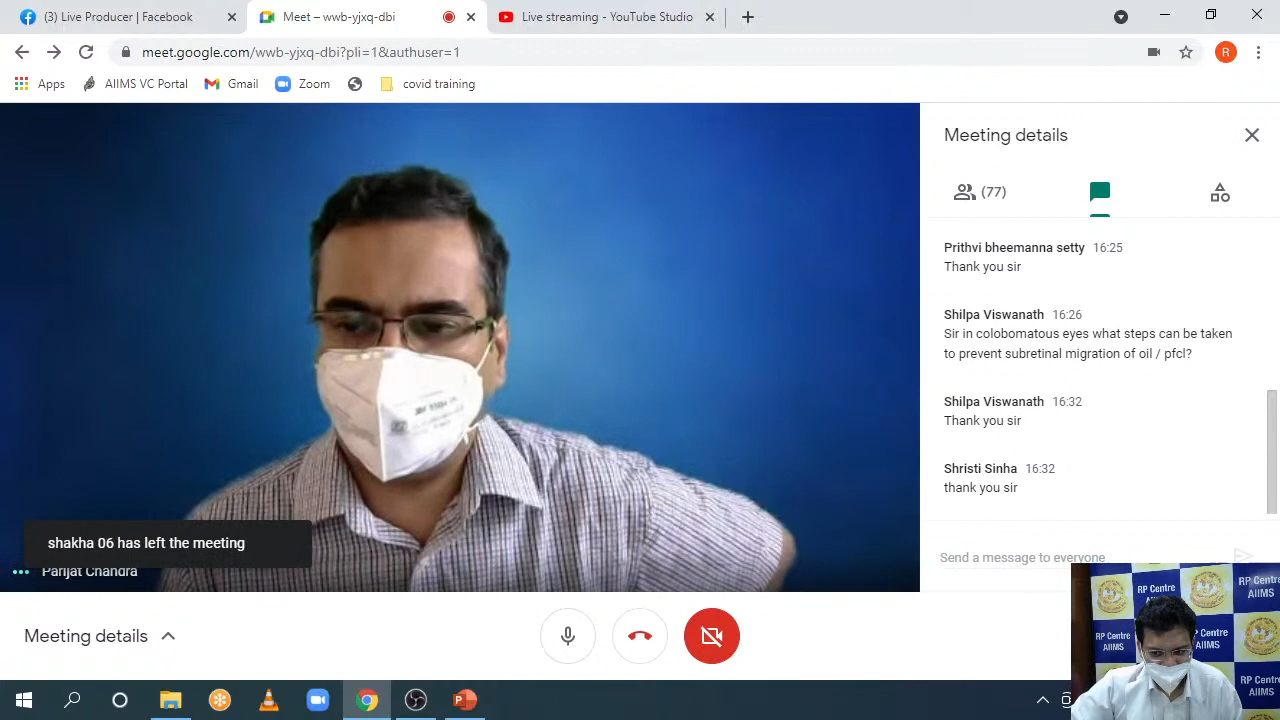 (3) Live Producer | Facebook
Meet – wwb-yjxq-dbi
Live streaming - YouTube Studio
meet.google.com/wwb-yjxq-dbi?pli=1&authuser=1
R
Apps
AIIMS VC Portal
Gmail
Zoom
covid training
Meeting details
(77)
Prithvi bheemanna setty 16:25
Thank you sir
Shilpa Viswanath 16:26
Sir in colobomatous eyes what steps can be taken
to prevent subretinal migration of oil / pfcl?
Shilpa Viswanath 16:32
Thank you sir
Shristi Sinha 16:32
thank you sir
Send a message to everyone
shakha 06 has left the meeting
Parijat Chandra
Meeting details
RP Centre
AIIMS
RP Centre
AIIMS
RP Centre
AIIMS
RP Centre
AIIMS